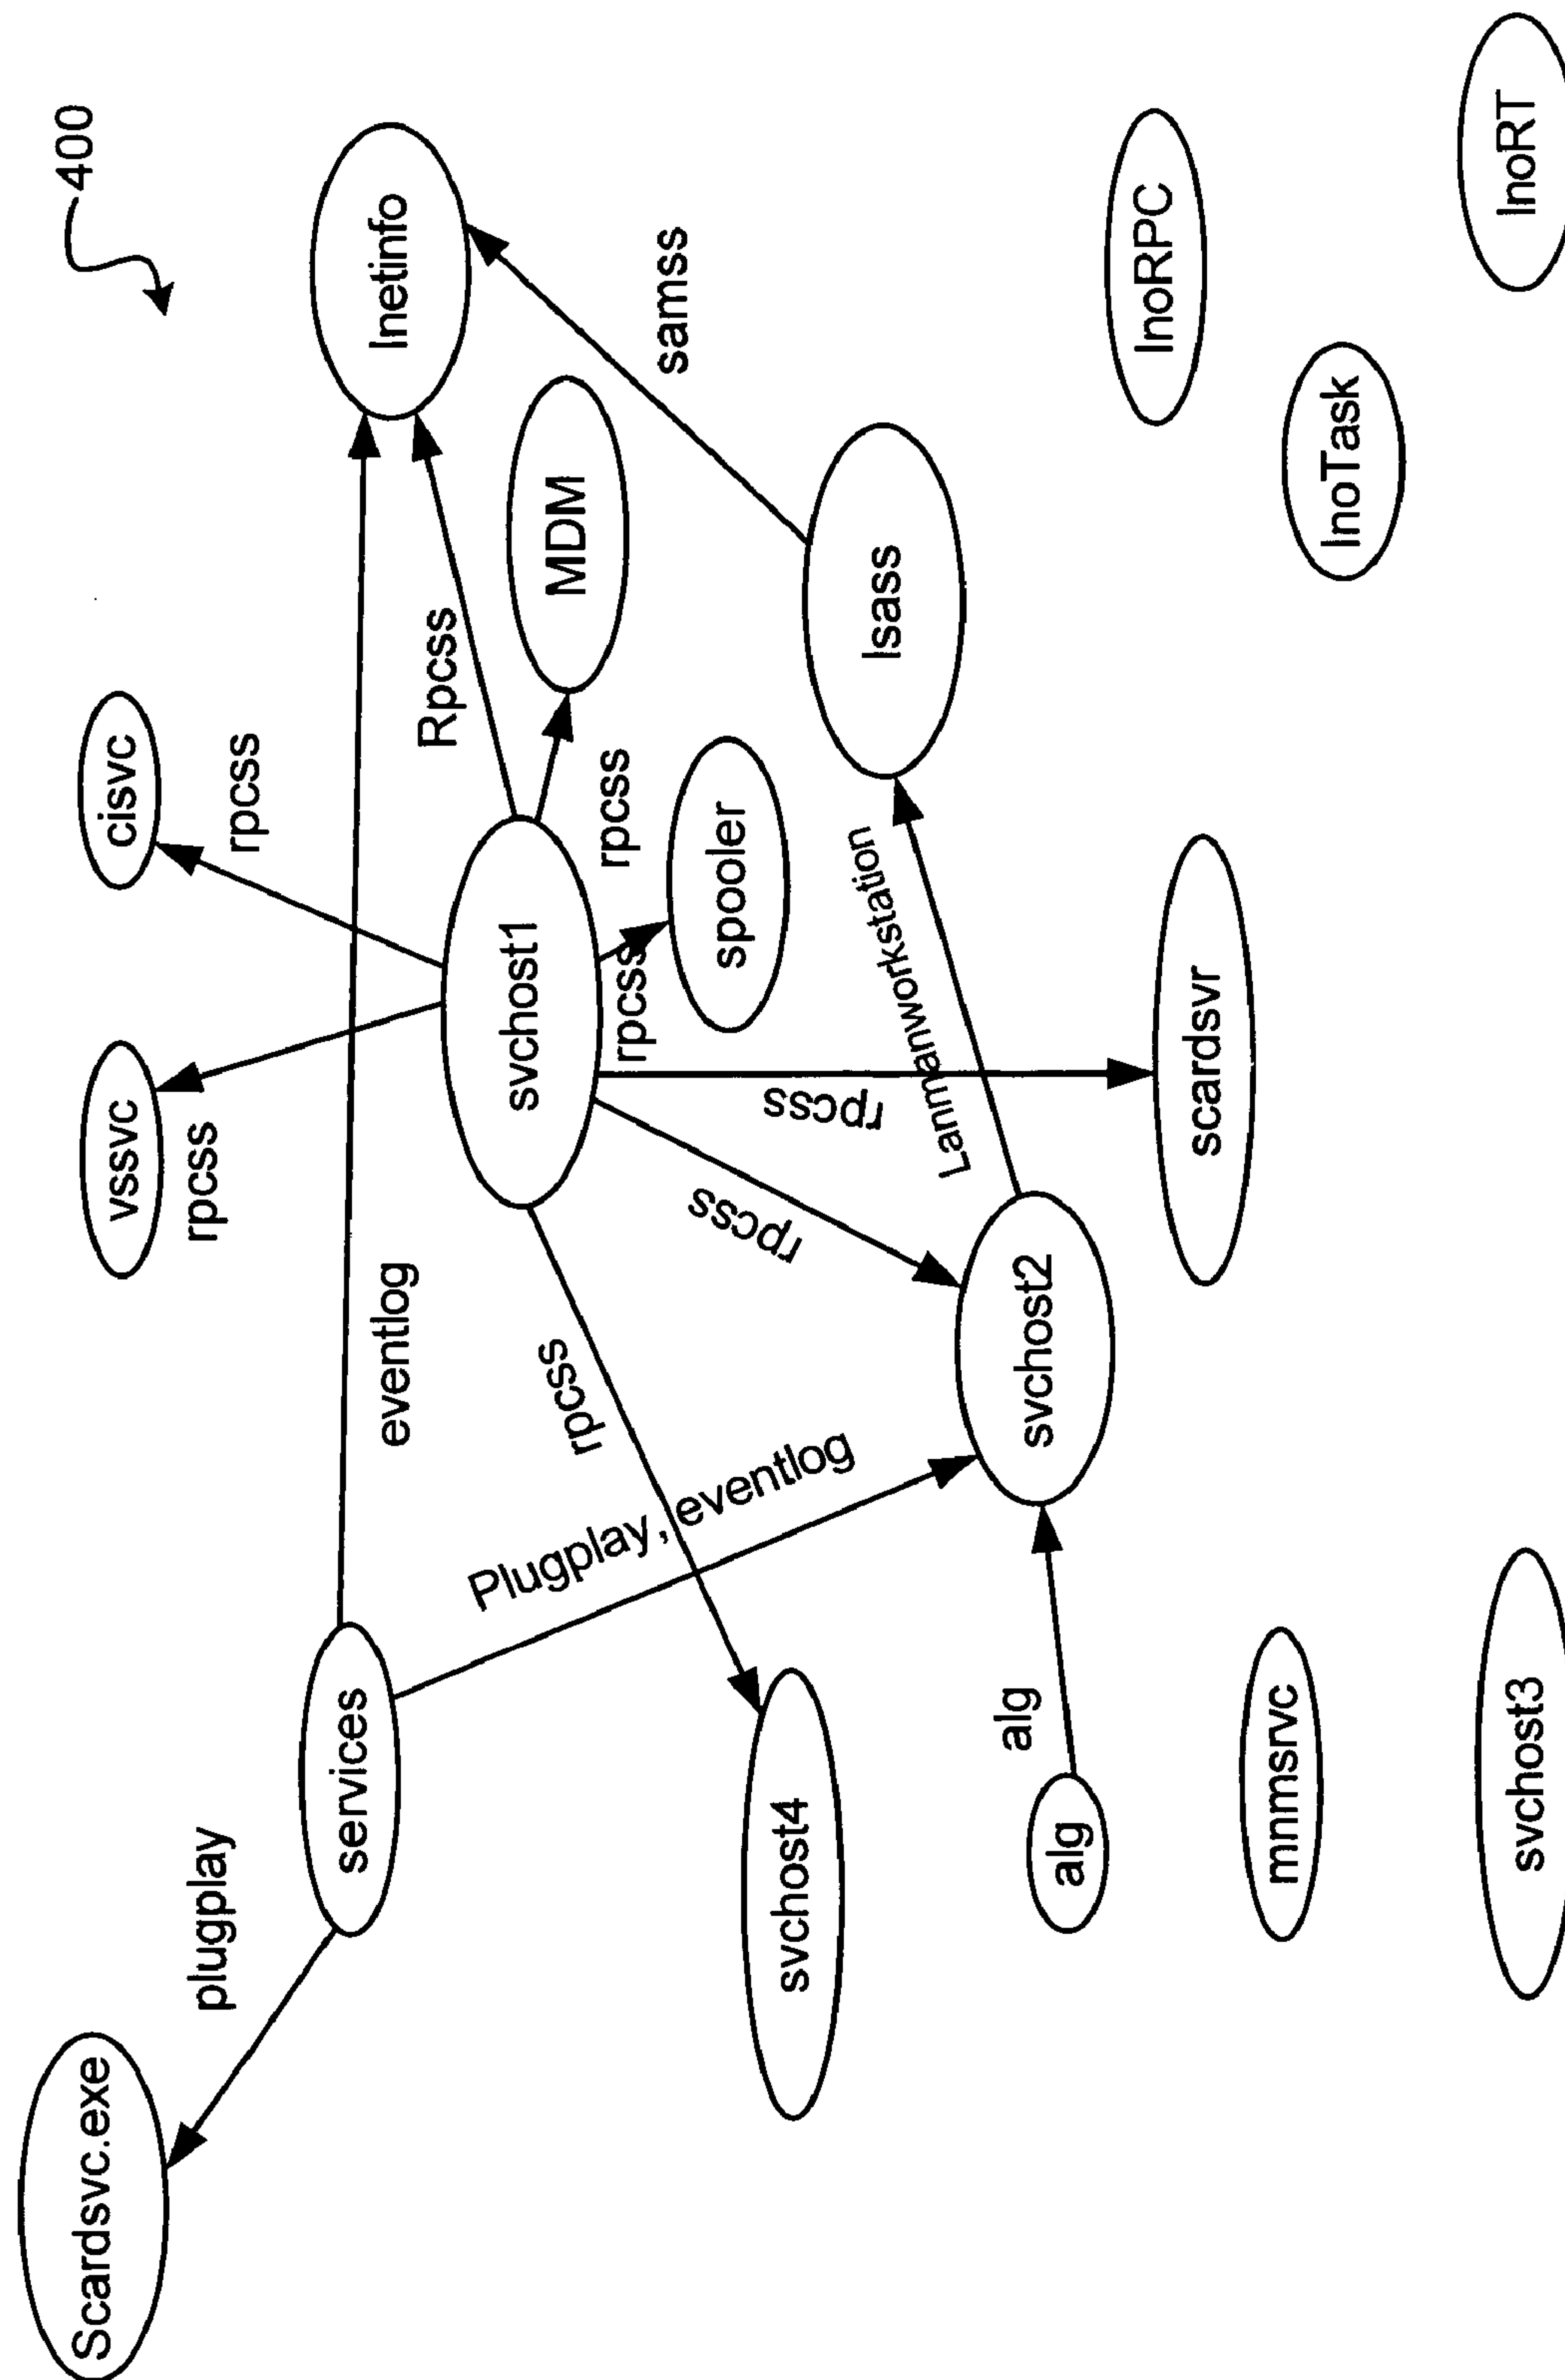 400
Scardsvc.exe
plugplay
services
vssvc
rpcss
cisvc
rpcss
eventlog
Inetinfo
Rpcss
svchost1
MDM
rpcss
samss
rpcss
spooler
rpcss
Plugplay, eventlog
rpcss
rpcss
Lanmanworkstation
lsass
svchost4
svchost2
alg
alg
scardsvr
InoRPC
mnmsrvc
InoTask
svchost3
InoRT